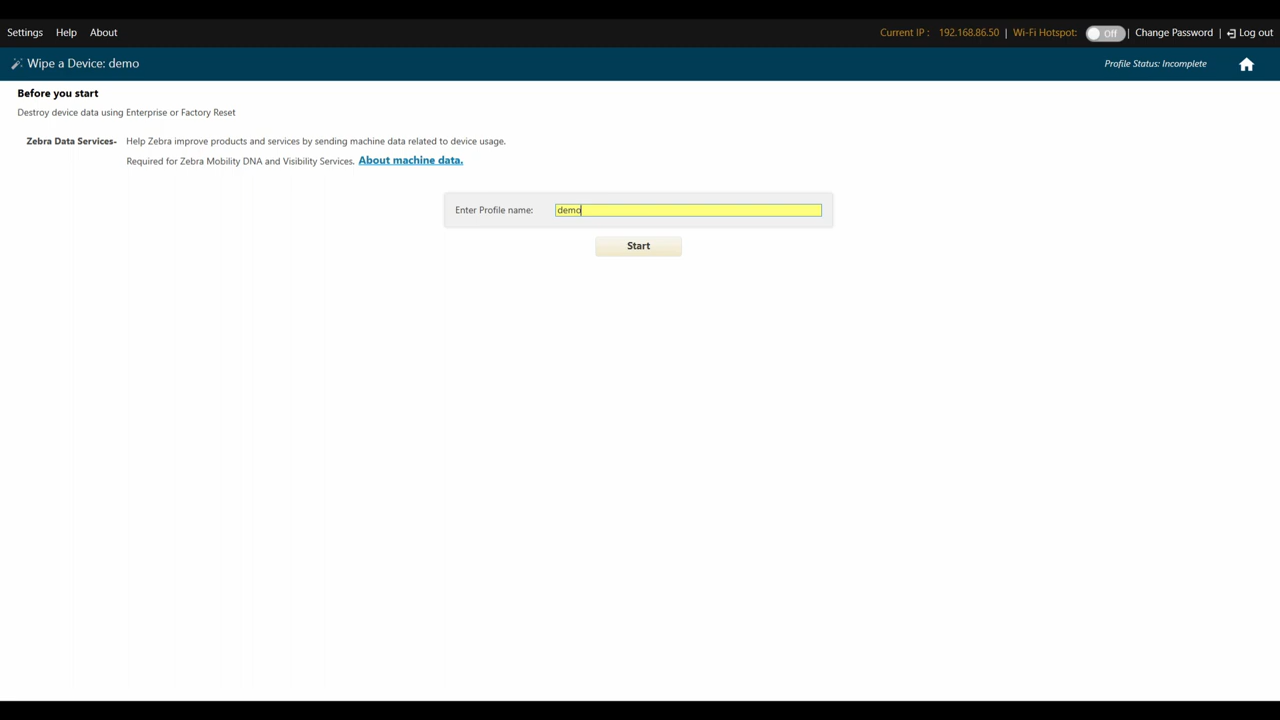 Settings Help About Current IP : 192.168.86.50 | Wi-Fi Hotspot: Off | Change Password | Log out
Wipe a Device: demo Profile Status: Incomplete
Before you start
Destroy device data using Enterprise or Factory Reset
Zebra Data Services- Help Zebra improve products and services by sending machine data related to device usage.
Required for Zebra Mobility DNA and Visibility Services. About machine data.
Enter Profile name: demo
Start